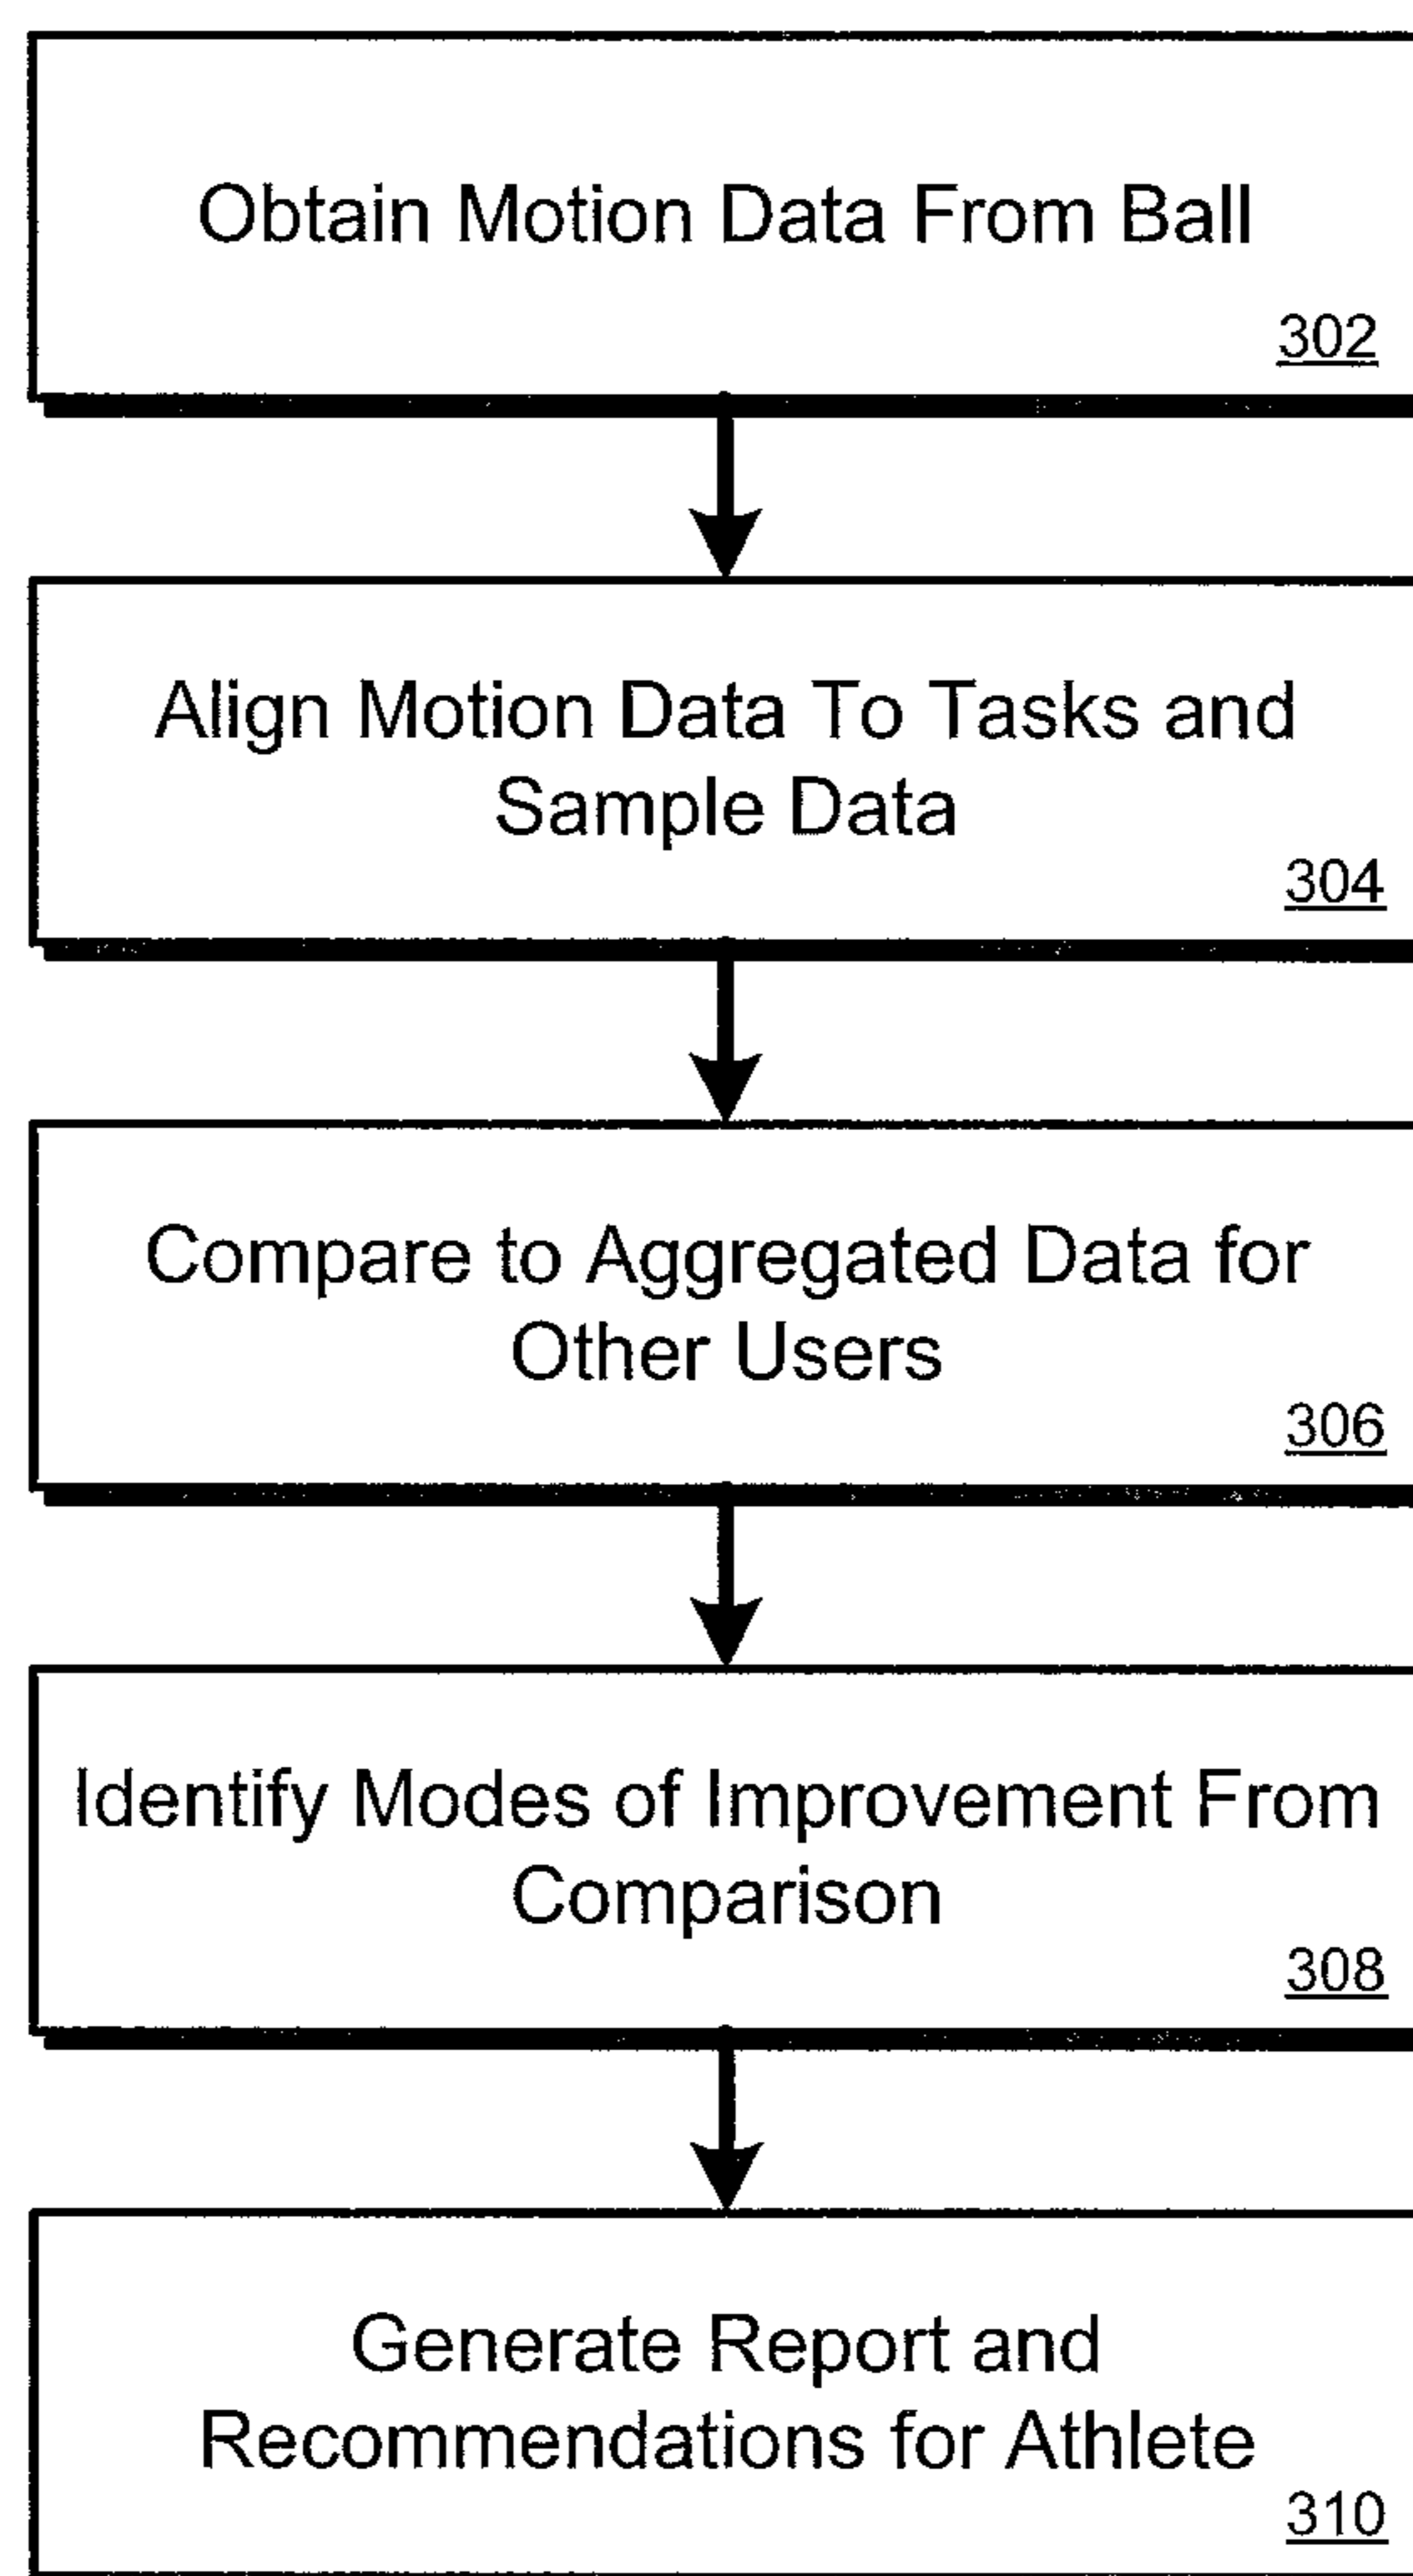 Obtain Motion Data From Ball
302
Align Motion Data To Tasks and
Sample Data
304
Compare to Aggregated Data for
Other Users
306
Identify Modes of Improvement From
Comparison
308
Generate Report and
Recommendations for Athlete
310